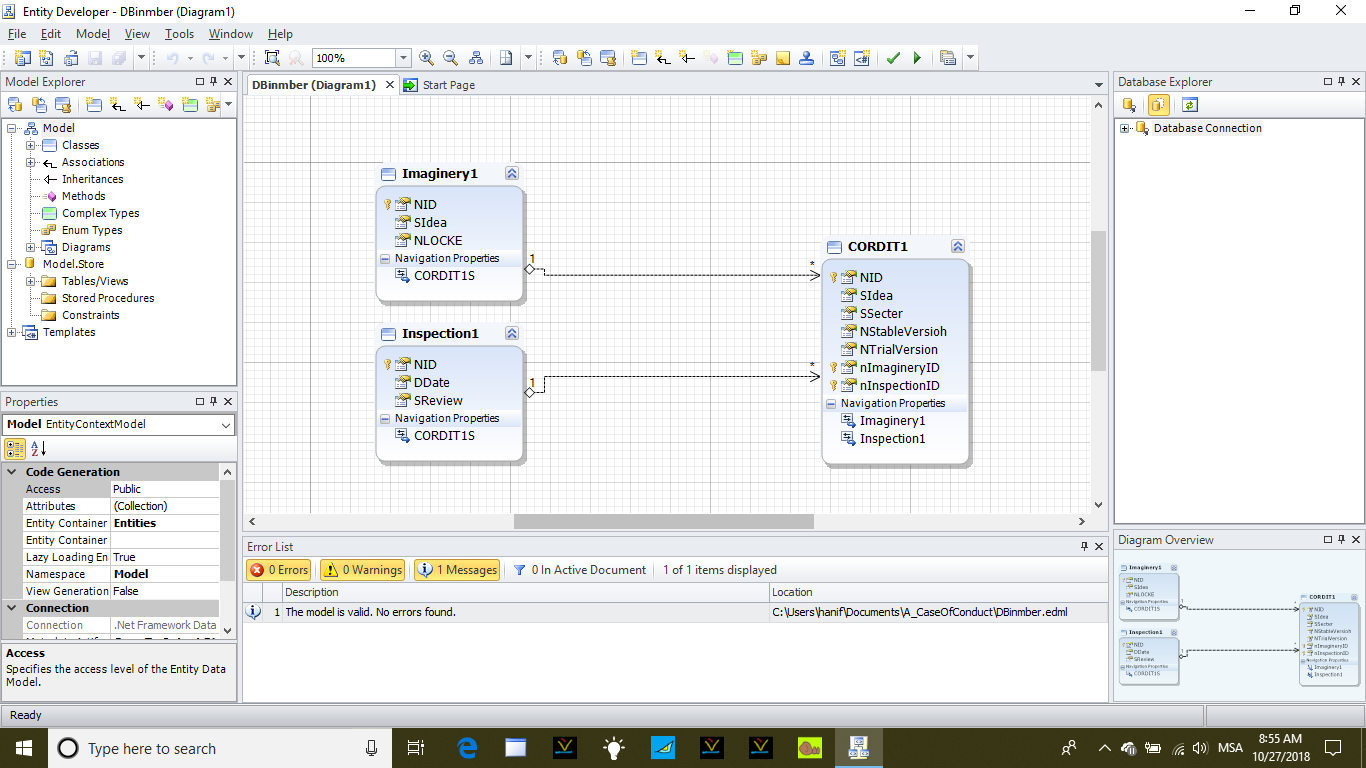 Entity Developer - DBinmber (Diagram1)
File Edit Model View Tools Window Help
100%
Model Explorer
Model
Classes
Associations
Inheritances
Methods
Complex Types
Enum Types
Diagrams
Model.Store
Tables/Views
Stored Procedures
Constraints
Templates
Properties
Model EntityContextModel
Code Generation
Access Public
Attributes (Collection)
Entity Container Entities
Entity Container
Lazy Loading En True
Namespace Model
View Generation False
Connection
Connection .Net Framework Data
Access
Specifies the access level of the Entity Data
Model.
DBinmber (Diagram1) Start Page
Imaginery1
NID
SIdea
NLOCKE
Navigation Properties
CORDIT1S
1
*
Inspection1
NID
DDate
SReview
Navigation Properties
CORDIT1S
1
*
CORDIT1
NID
SIdea
SSecter
NStableVersioh
NTrialVersion
nImagineryID
nInspectionID
Navigation Properties
Imaginery1
Inspection1
Error List
0 Errors 0 Warnings 1 Messages 0 In Active Document 1 of 1 items displayed
Description Location
1 The model is valid. No errors found. C:\Users\hanif\Documents\A_CaseOfConduct\DBinmber.edml
Database Explorer
Database Connection
Diagram Overview
Imaginery1
NID
SIdea
NLOCKE
Navigation Properties
CORDIT1S
Inspection1
NID
DDate
SReview
Navigation Properties
CORDIT1S
CORDIT1
NID
SIdea
SSecter
NStableVersioh
NTrialVersion
nImagineryID
nInspectionID
Navigation Properties
Imaginery1
Inspection1
Ready
Type here to search
MSA
8:55 AM
10/27/2018